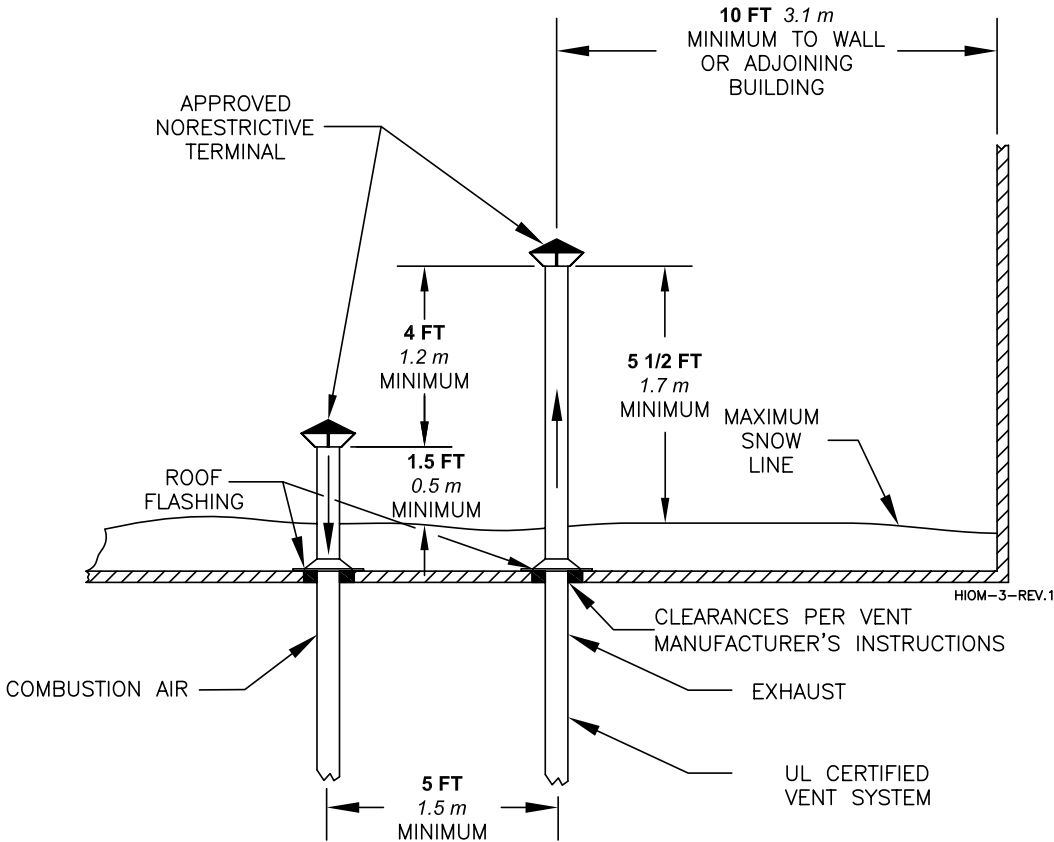 10 FT 3.1 m
MINIMUM TO WALL
OR ADJOINING
BUILDING
APPROVED
NORESTRICTIVE
TERMINAL
4 FT
1.2 m
MINIMUM
5 1/2 FT
1.7 m
MINIMUM
MAXIMUM
SNOW
LINE
1.5 FT
0.5 m
MINIMUM
ROOF
FLASHING
HIOM-3-REV.1
CLEARANCES PER VENT
MANUFACTURER'S INSTRUCTIONS
COMBUSTION AIR
EXHAUST
UL CERTIFIED
VENT SYSTEM
5 FT
1.5 m
MINIMUM